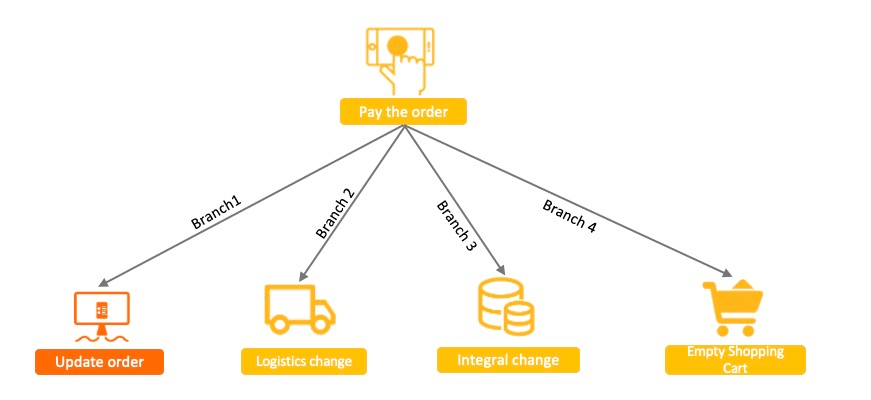 Pay the order
Branch1
Branch 2
Branch 3
Branch 4
Update order
Logistics change
Integral change
Empty Shopping
Cart